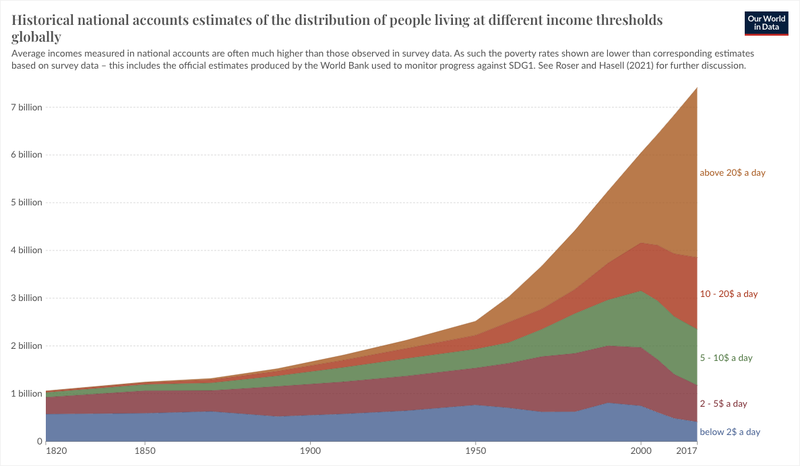 Historical national accounts estimates of the distribution of people living at different income thresholds
globally
Our World
in Data
Average incomes measured in national accounts are often much higher than those observed in survey data. As such the poverty rates shown are lower than corresponding estimates
based on survey data – this includes the official estimates produced by the World Bank used to monitor progress against SDG1. See Roser and Hasell (2021) for further discussion.
7 billion
6 billion
5 billion
4 billion
3 billion
2 billion
1 billion
0
above 20$ a day
10 - 20$ a day
5 - 10$ a day
2 - 5$ a day
below 2$ a day
1820
1850
1900
1950
2000
2017